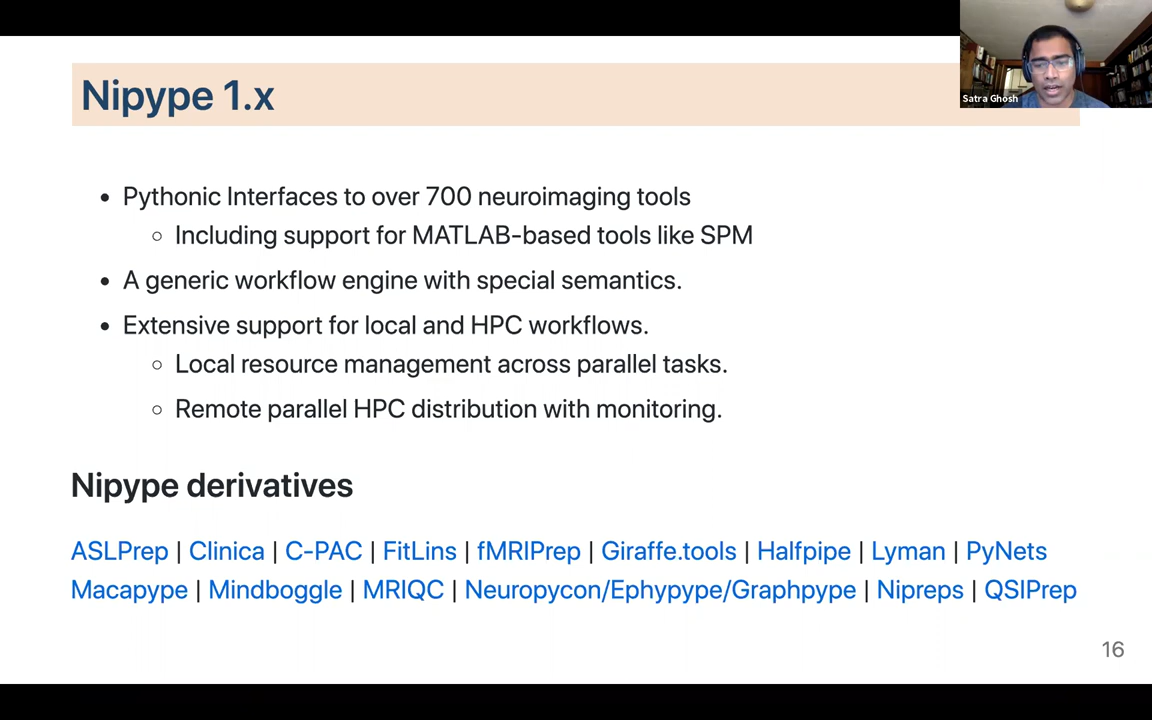 Nipype 1.x
Satra Ghosh
• Pythonic Interfaces to over 700 neuroimaging tools
○ Including support for MATLAB-based tools like SPM
• A generic workflow engine with special semantics.
• Extensive support for local and HPC workflows.
○ Local resource management across parallel tasks.
○ Remote parallel HPC distribution with monitoring.
Nipype derivatives
ASLPrep | Clinica | C-PAC | FitLins | fMRIPrep | Giraffe.tools | Halfpipe | Lyman | PyNets
Macapype | Mindboggle | MRIQC | Neuropycon/Ephypype/Graphpype | Nipreps | QSIPrep
16